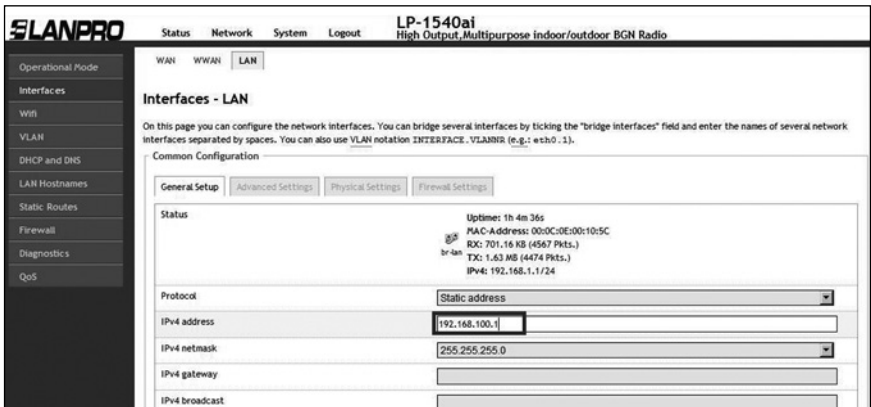 LANPRO
Status Network System Logout
LP-1540ai
High Output,Multipurpose indoor/outdoor BGN Radio
Operational Mode
Interfaces
Wifi
VLAN
DHCP and DNS
LAN Hostnames
Static Routes
Firewall
Diagnostics
QoS
WAN WWAN LAN
Interfaces - LAN
On this page you can configure the network interfaces. You can bridge several interfaces by ticking the "bridge interfaces" field and enter the names of several network
interfaces separated by spaces. You can also use VLAN notation INTERFACE.VLANNR (e.g.: eth0.1).
Common Configuration
General Setup Advanced Settings Physical Settings Firewall Settings
Status
br-lan
Uptime: 1h 4m 36s
MAC-Address: 00:0C:0E:00:10:5C
RX: 701.16 KB (4567 Pkts.)
TX: 1.63 MB (4474 Pkts.)
IPv4: 192.168.1.1/24
Protocol Static address
IPv4 address 192.168.100.1
IPv4 netmask 255.255.255.0
IPv4 gateway
IPv4 broadcast